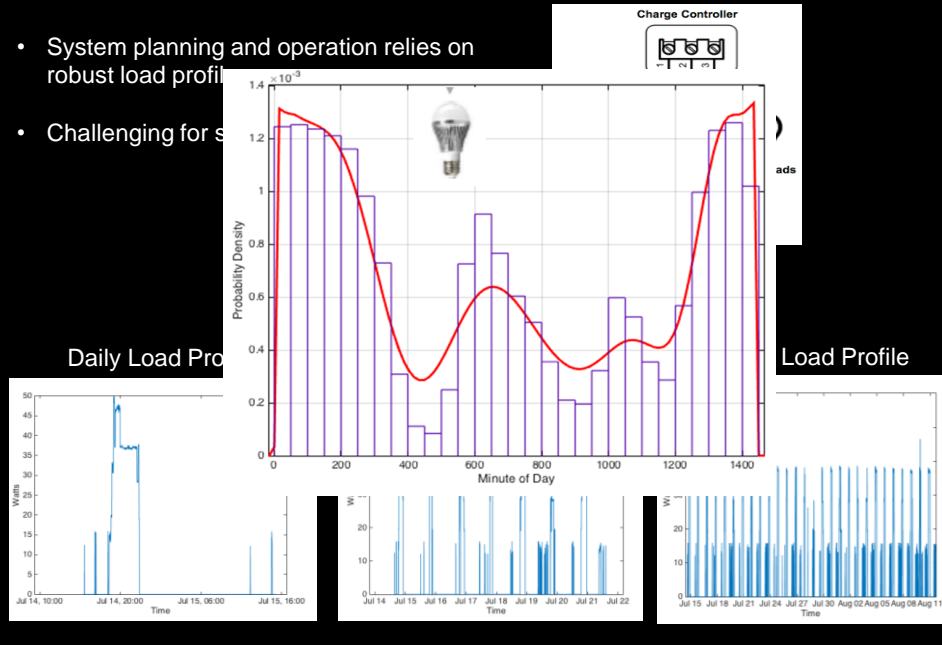 • System planning and operation relies on
robust load profil
• Challenging for s
Charge Controller
1 2 3
ads
×10⁻³
1.4
1.2
1
0.8
0.6
0.4
0.2
0
Probability Density
0 200 400 600 800 1000 1200 1400
Minute of Day
Daily Load Pro
Load Profile
50
45
40
35
30
25
20
15
10
5
0
Watts
Jul 14, 10:00 Jul 14, 20:00 Jul 15, 06:00 Jul 15, 16:00
Time
20
10
0
Jul 14 Jul 15 Jul 16 Jul 17 Jul 18 Jul 19 Jul 20 Jul 21 Jul 22
Time
20
10
0
Jul 15 Jul 18 Jul 21 Jul 24 Jul 27 Jul 30 Aug 02 Aug 05 Aug 08 Aug 11
Time